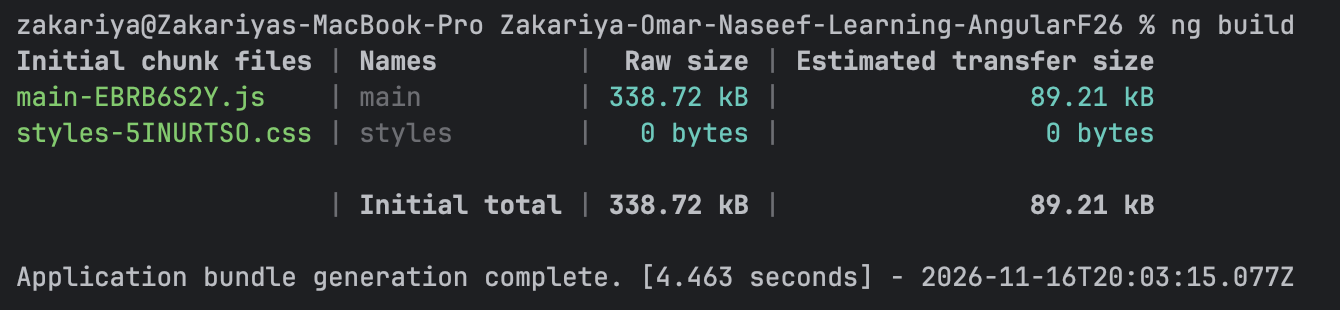 zakariya@Zakariyas-MacBook-Pro Zakariya-Omar-Naseef-Learning-AngularF26 % ng build
Initial chunk files | Names | Raw size | Estimated transfer size
main-EBRB6S2Y.js | main | 338.72 kB | 89.21 kB
styles-5INURTSO.css | styles | 0 bytes | 0 bytes
| Initial total | 338.72 kB | 89.21 kB
Application bundle generation complete. [4.463 seconds] - 2026-11-16T20:03:15.077Z